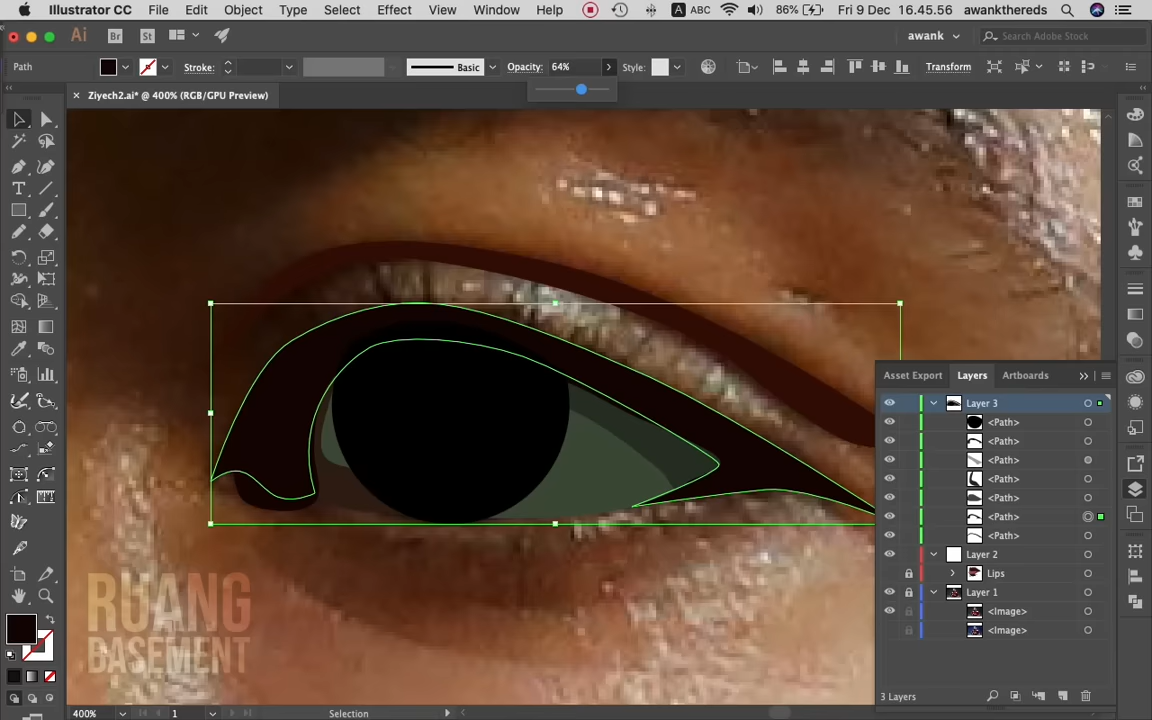 Illustrator CC File Edit Object Type Select Effect View Window Help A ABC 86% Fri 9 Dec 16.45.56 awankthereds
Ai Br St awank Search Adobe Stock
Path Stroke: Basic Opacity: 64% Style: Transform
× Ziyech2.ai* @ 400% (RGB/GPU Preview)
Asset Export Layers Artboards
Layer 3
<Path>
<Path>
<Path>
<Path>
<Path>
<Path>
<Path>
Layer 2
Lips
Layer 1
<Image>
<Image>
RUANG
BASEMENT
3 Layers
400% 1 Selection